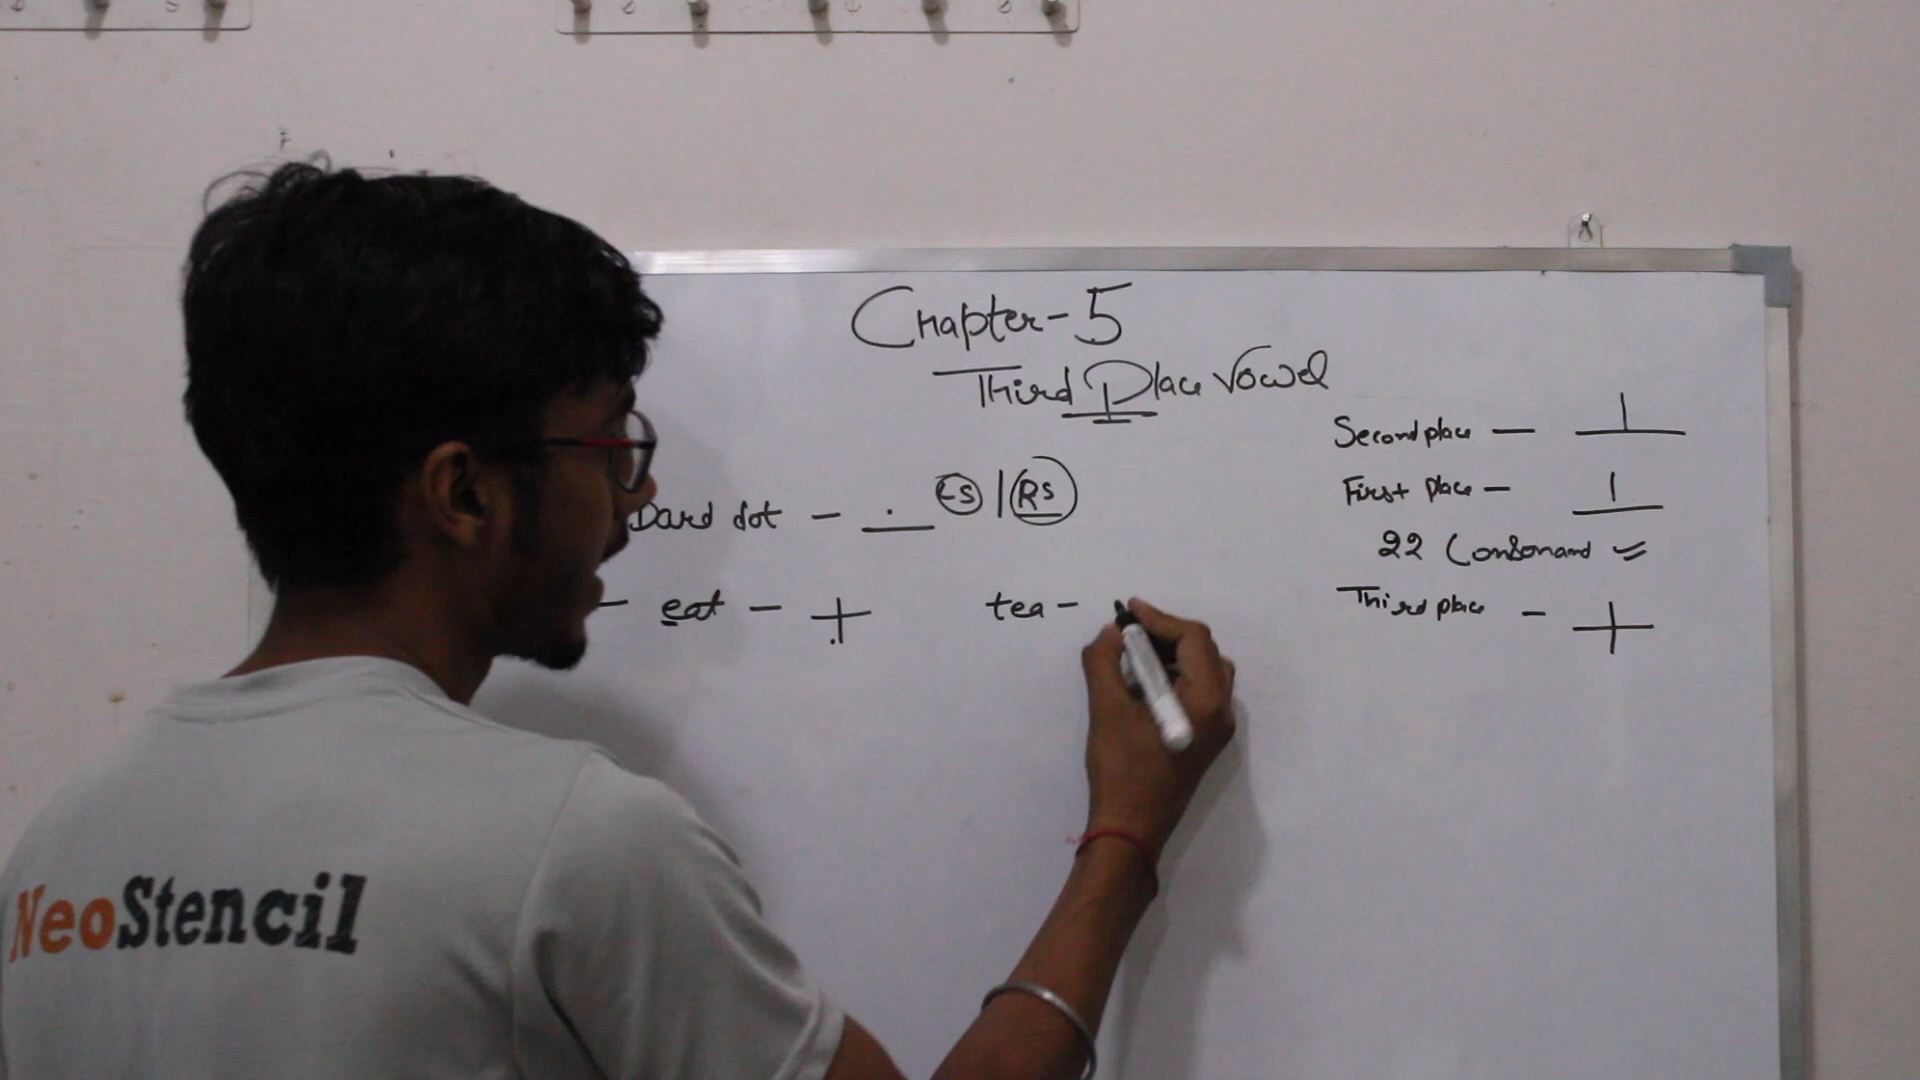 Chapter-5
Third Place Vowel
Second place —
First place —
Dard dot — . ES | RS
22 Consonand
— eat — tea —
Third place —
NeoStencil